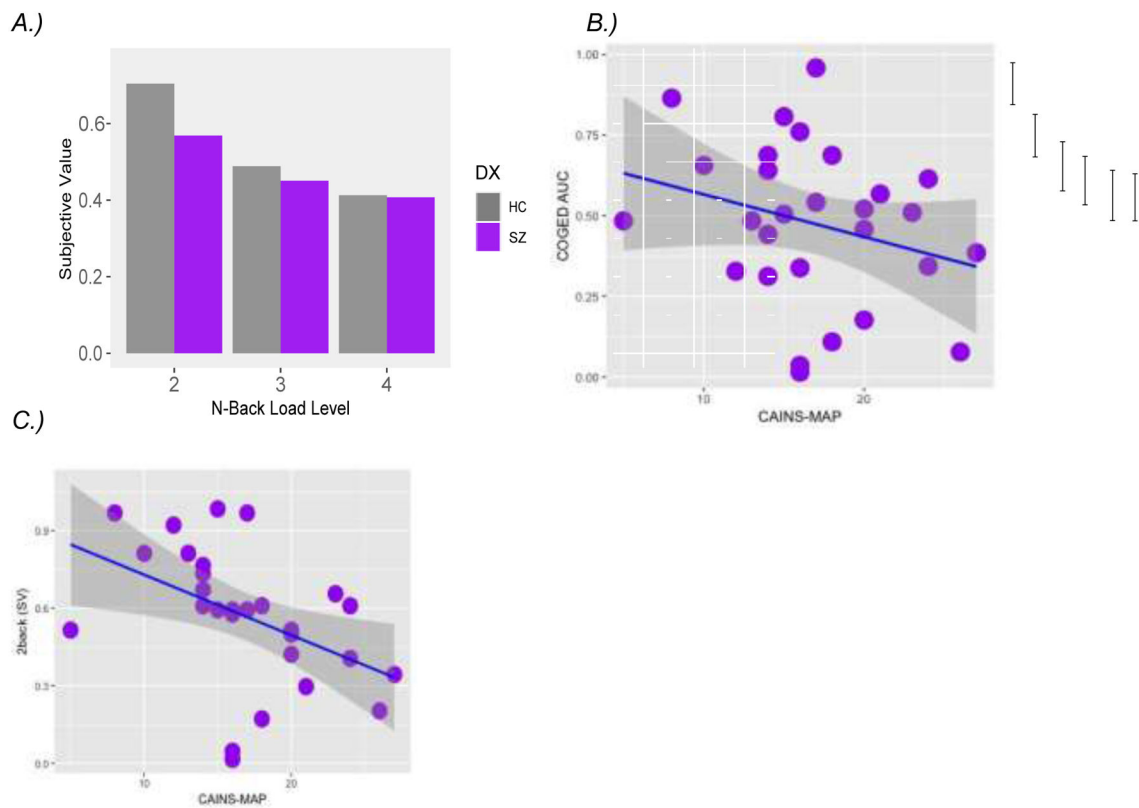 A.)
Subjective Value
0.6
0.4
0.2
0.0
2 3 4
N-Back Load Level
DX
HC
SZ
B.)
COGED AUC
1.00
0.75
0.50
0.25
0.00
10 20
CAINS-MAP
C.)
2back (SV)
0.9
0.6
0.3
0.0
10 20
CAINS-MAP